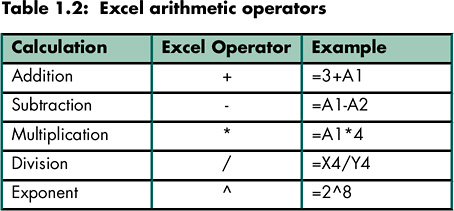 Table 1.2: Excel arithmetic operators
Calculation Excel Operator Example
Addition + =3+A1
Subtraction - =A1-A2
Multiplication * =A1*4
Division / =X4/Y4
Exponent ^ =2^8